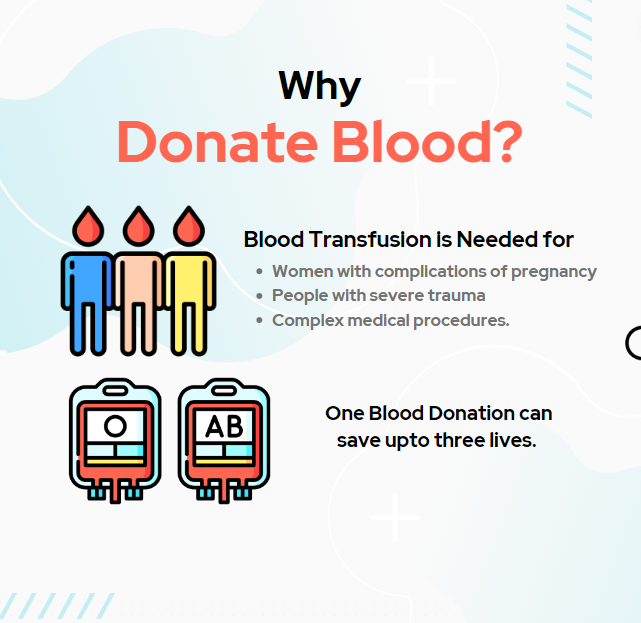 Why
Donate Blood?
Blood Transfusion is Needed for
• Women with complications of pregnancy
• People with severe trauma
• Complex medical procedures.
O
AB
One Blood Donation can
save upto three lives.